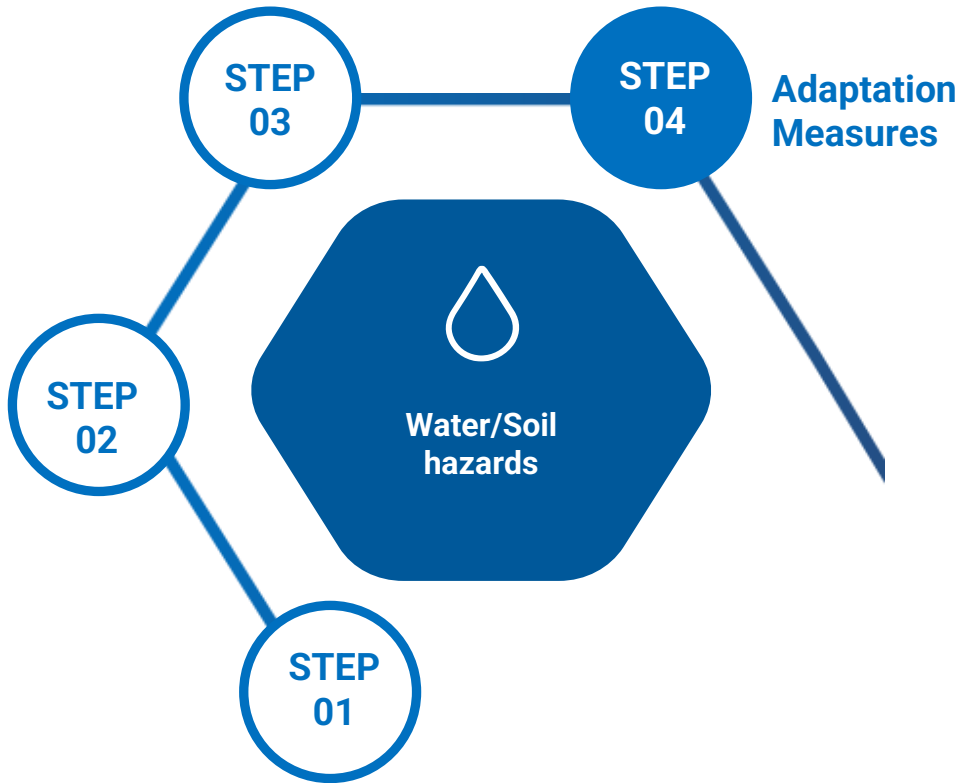 STEP
03
STEP
04
Adaptation
Measures
STEP
02
Water/Soil
hazards
STEP
01